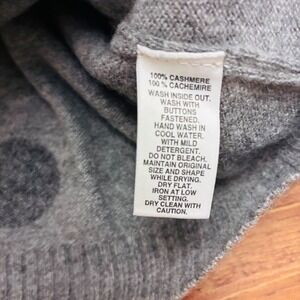 100% CASHMERE
100 % CACHEMIRE
WASH INSIDE OUT.
WASH WITH
BUTTONS
FASTENED.
HAND WASH IN
COOL WATER.
WITH MILD
DETERGENT.
DO NOT BLEACH.
MAINTAIN ORIGINAL
SIZE AND SHAPE
WHILE DRYING.
DRY FLAT.
IRON AT LOW
SETTING.
DRY CLEAN WITH
CAUTION.